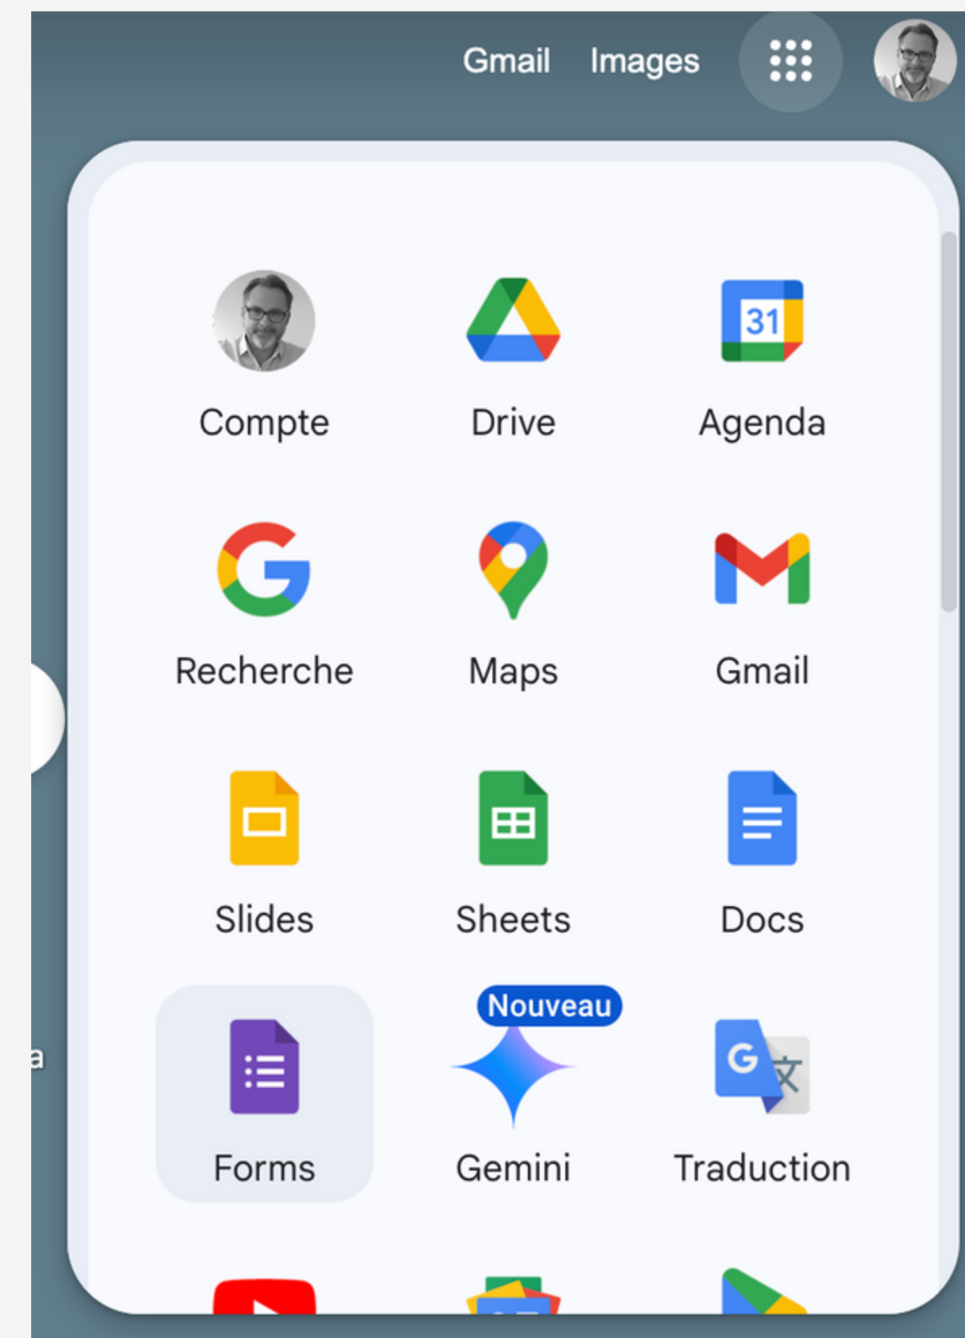 Gmail Images
31
Compte Drive Agenda
G
Recherche Maps Gmail
Slides Sheets Docs
Nouveau
G 文
Forms Gemini Traduction
a